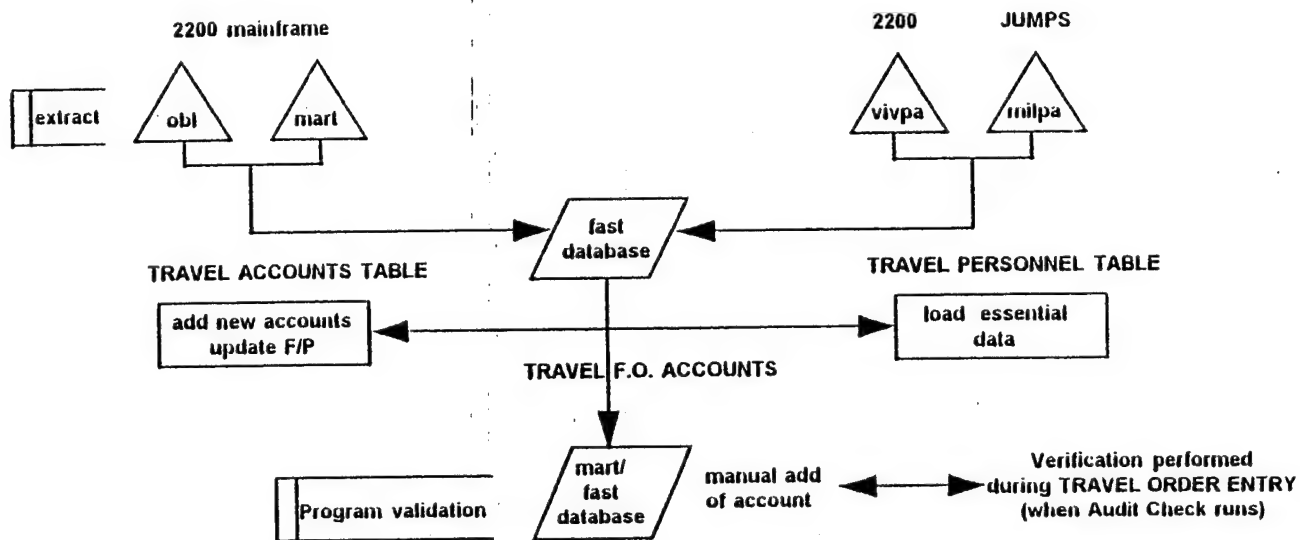 2200 mainframe
2200
JUMPS
extract
obl
mart
vivpa
milpa
fast
database
TRAVEL ACCOUNTS TABLE
TRAVEL PERSONNEL TABLE
add new accounts
update F/P
load essential
data
TRAVEL F.O. ACCOUNTS
Program validation
mart/
fast
database
manual add
of account
Verification performed
during TRAVEL ORDER ENTRY
(when Audit Check runs)